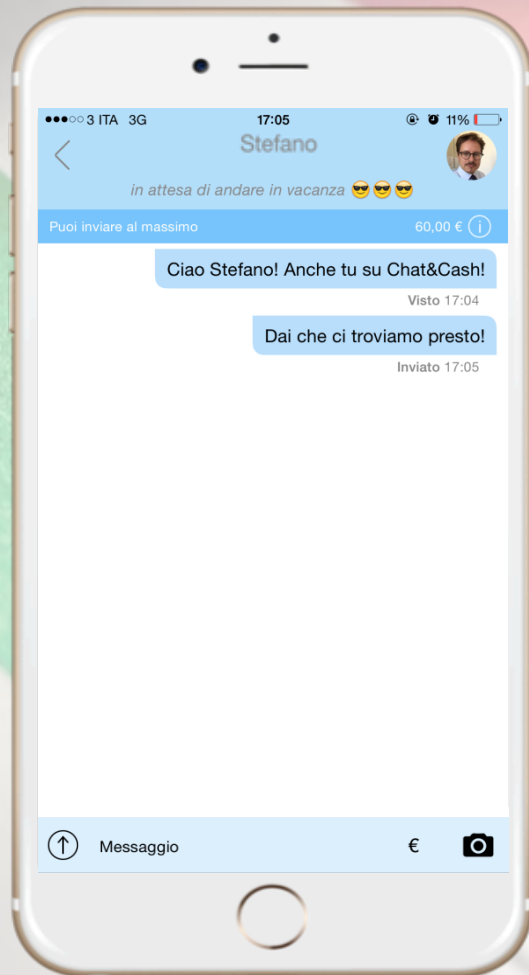 3 ITA 3G 17:05 11%
Stefano
in attesa di andare in vacanza 😎😎😎
Puoi inviare al massimo 60,00 € i
Ciao Stefano! Anche tu su Chat&Cash!
Visto 17:04
Dai che ci troviamo presto!
Inviato 17:05
Messaggio €